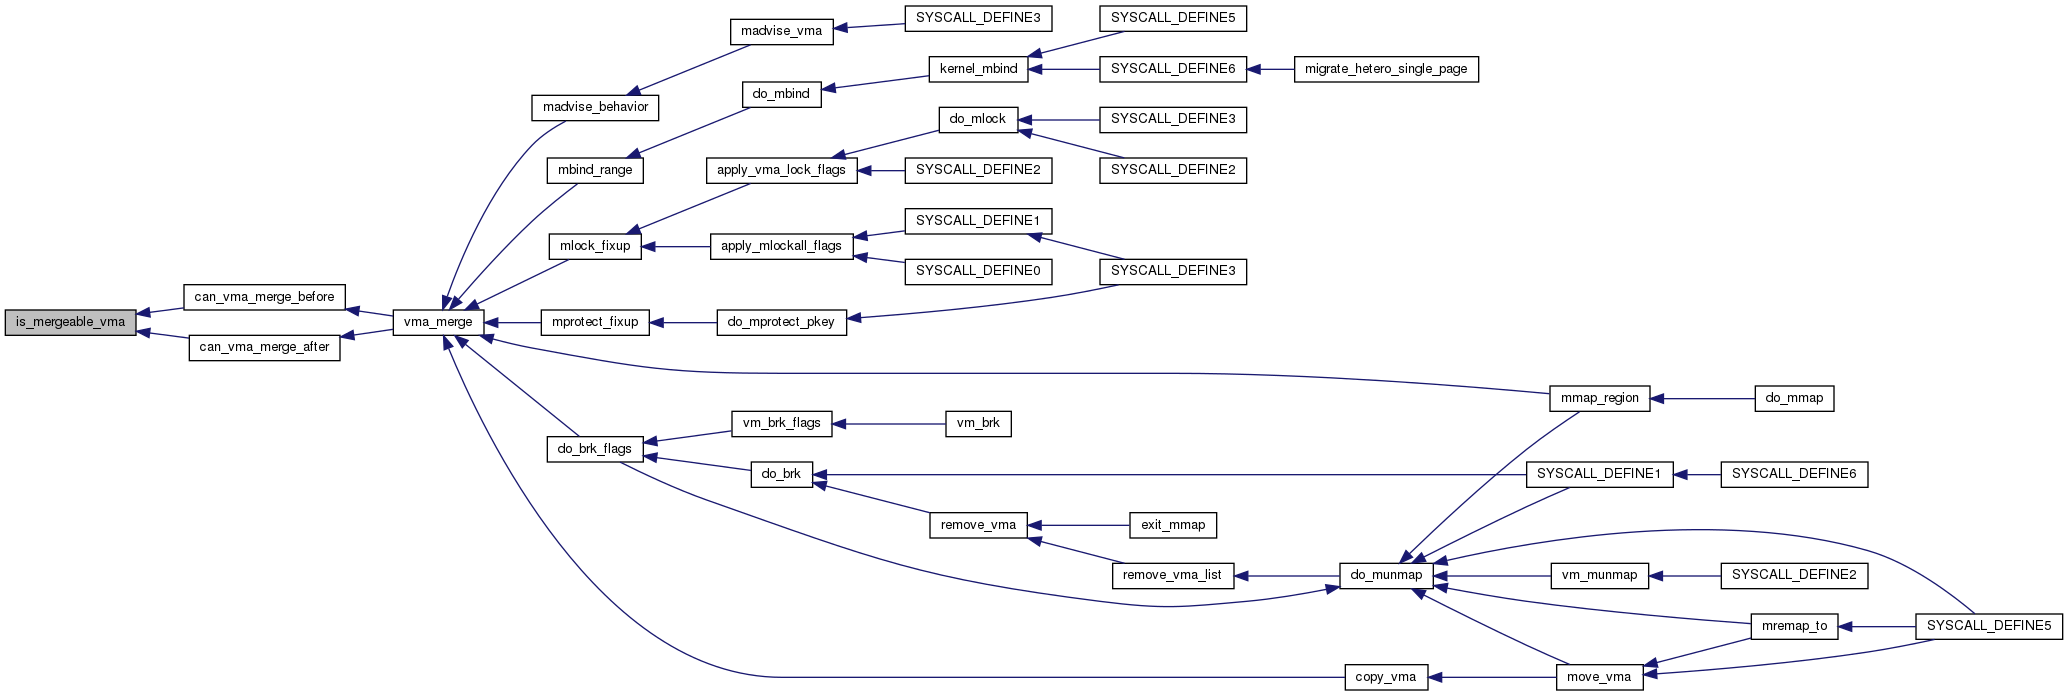 is_mergeable_vma
can_vma_merge_before
can_vma_merge_after
vma_merge
madvise_behavior
madvise_vma
SYSCALL_DEFINE3
mbind_range
do_mbind
kernel_mbind
SYSCALL_DEFINE5
SYSCALL_DEFINE6
migrate_hetero_single_page
mlock_fixup
apply_vma_lock_flags
do_mlock
SYSCALL_DEFINE3
SYSCALL_DEFINE2
SYSCALL_DEFINE2
apply_mlockall_flags
SYSCALL_DEFINE1
SYSCALL_DEFINE0
SYSCALL_DEFINE3
mprotect_fixup
do_mprotect_pkey
mmap_region
do_mmap
do_brk_flags
vm_brk_flags
vm_brk
do_brk
SYSCALL_DEFINE1
SYSCALL_DEFINE6
remove_vma
exit_mmap
remove_vma_list
do_munmap
vm_munmap
SYSCALL_DEFINE2
mremap_to
SYSCALL_DEFINE5
copy_vma
move_vma